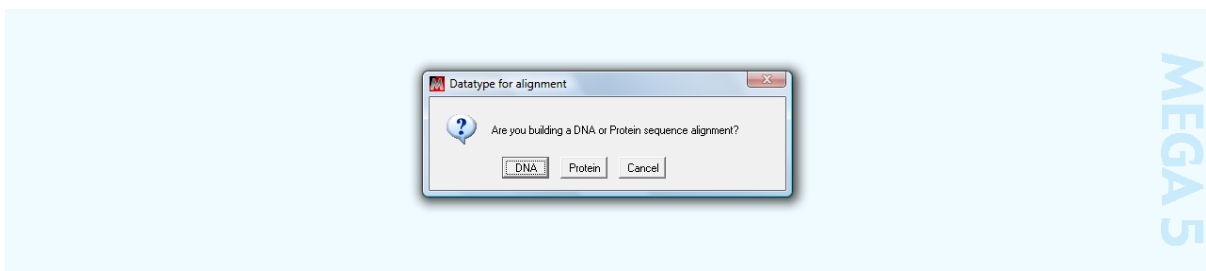 Datatype for alignment
Are you building a DNA or Protein sequence alignment?
DNA Protein Cancel
MEGA 5